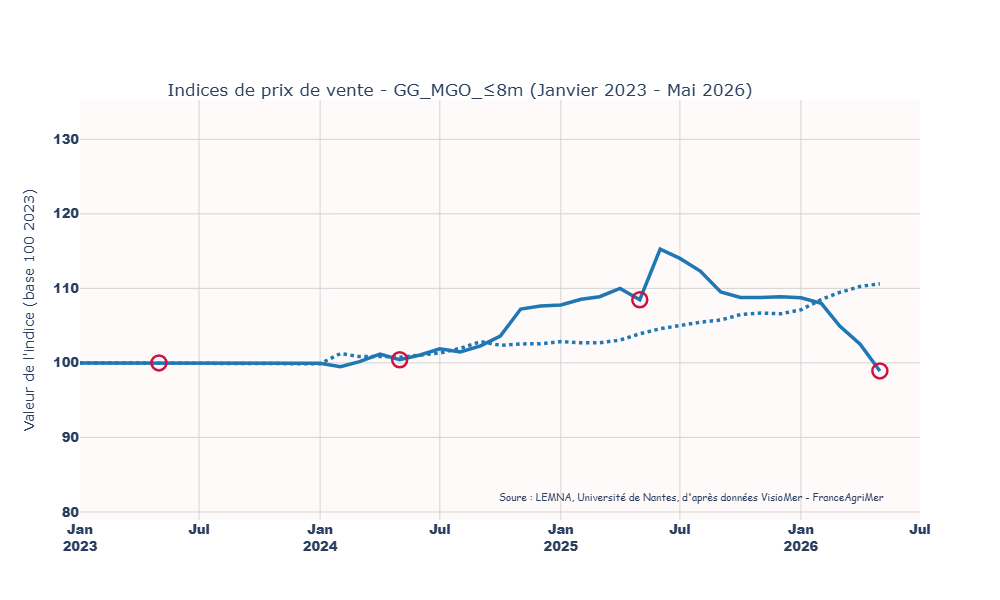 Indices de prix de vente - GG_MGO_≤8m (Janvier 2023 - Mai 2026)
Valeur de l'indice (base 100 2023)
130
120
110
100
90
80
Soure : LEMNA, Université de Nantes, d'après données VisioMer - FranceAgriMer
Jan Jul Jan Jul Jan Jul Jan Jul
2023 2024 2025 2026